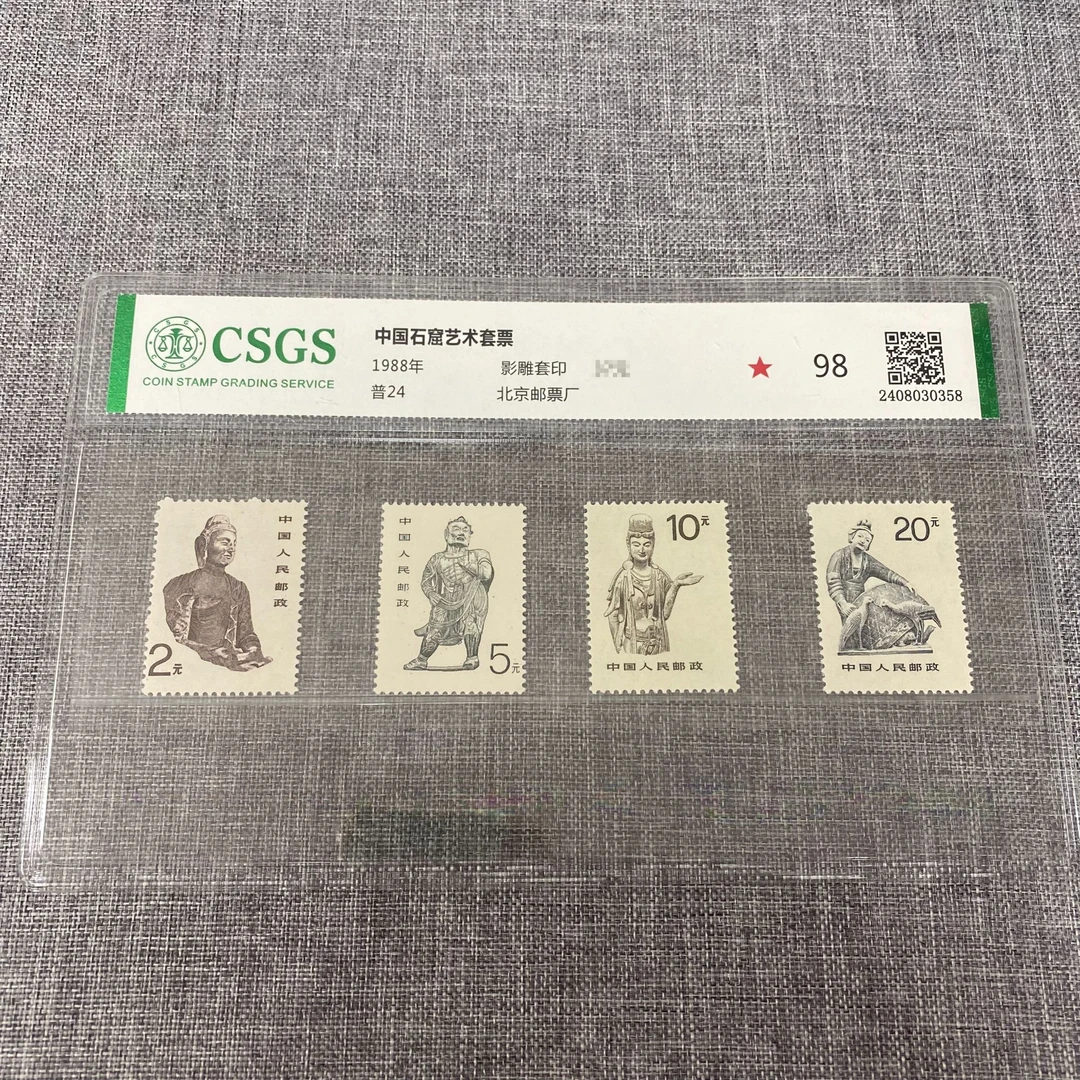 CSGS
COIN STAMP GRADING SERVICE
中国石窟艺术套票
1988年
影雕套印
普24
北京邮票厂
98
2408030358
中国人民邮政
2元
中国人民邮政
5元
10元
中国人民邮政
20元
中国人民邮政